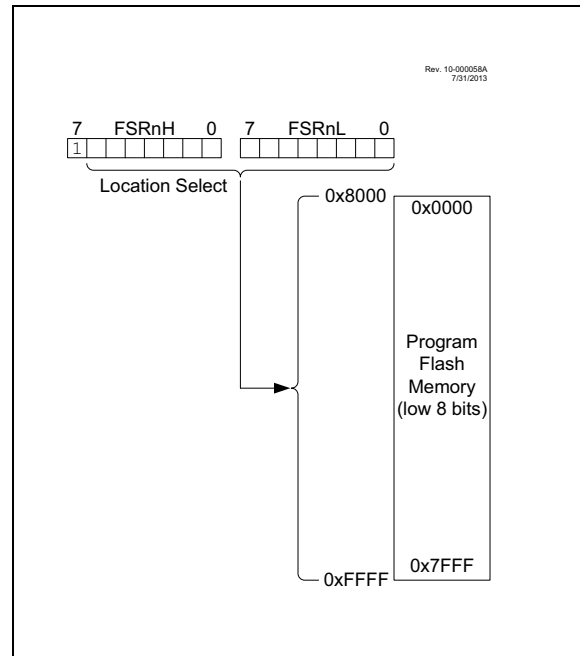 Rev. 10-000058A
7/31/2013
7 FSRnH 0 7 FSRnL 0
1
Location Select
0x8000 0x0000
Program
Flash
Memory
(low 8 bits)
0xFFFF 0x7FFF